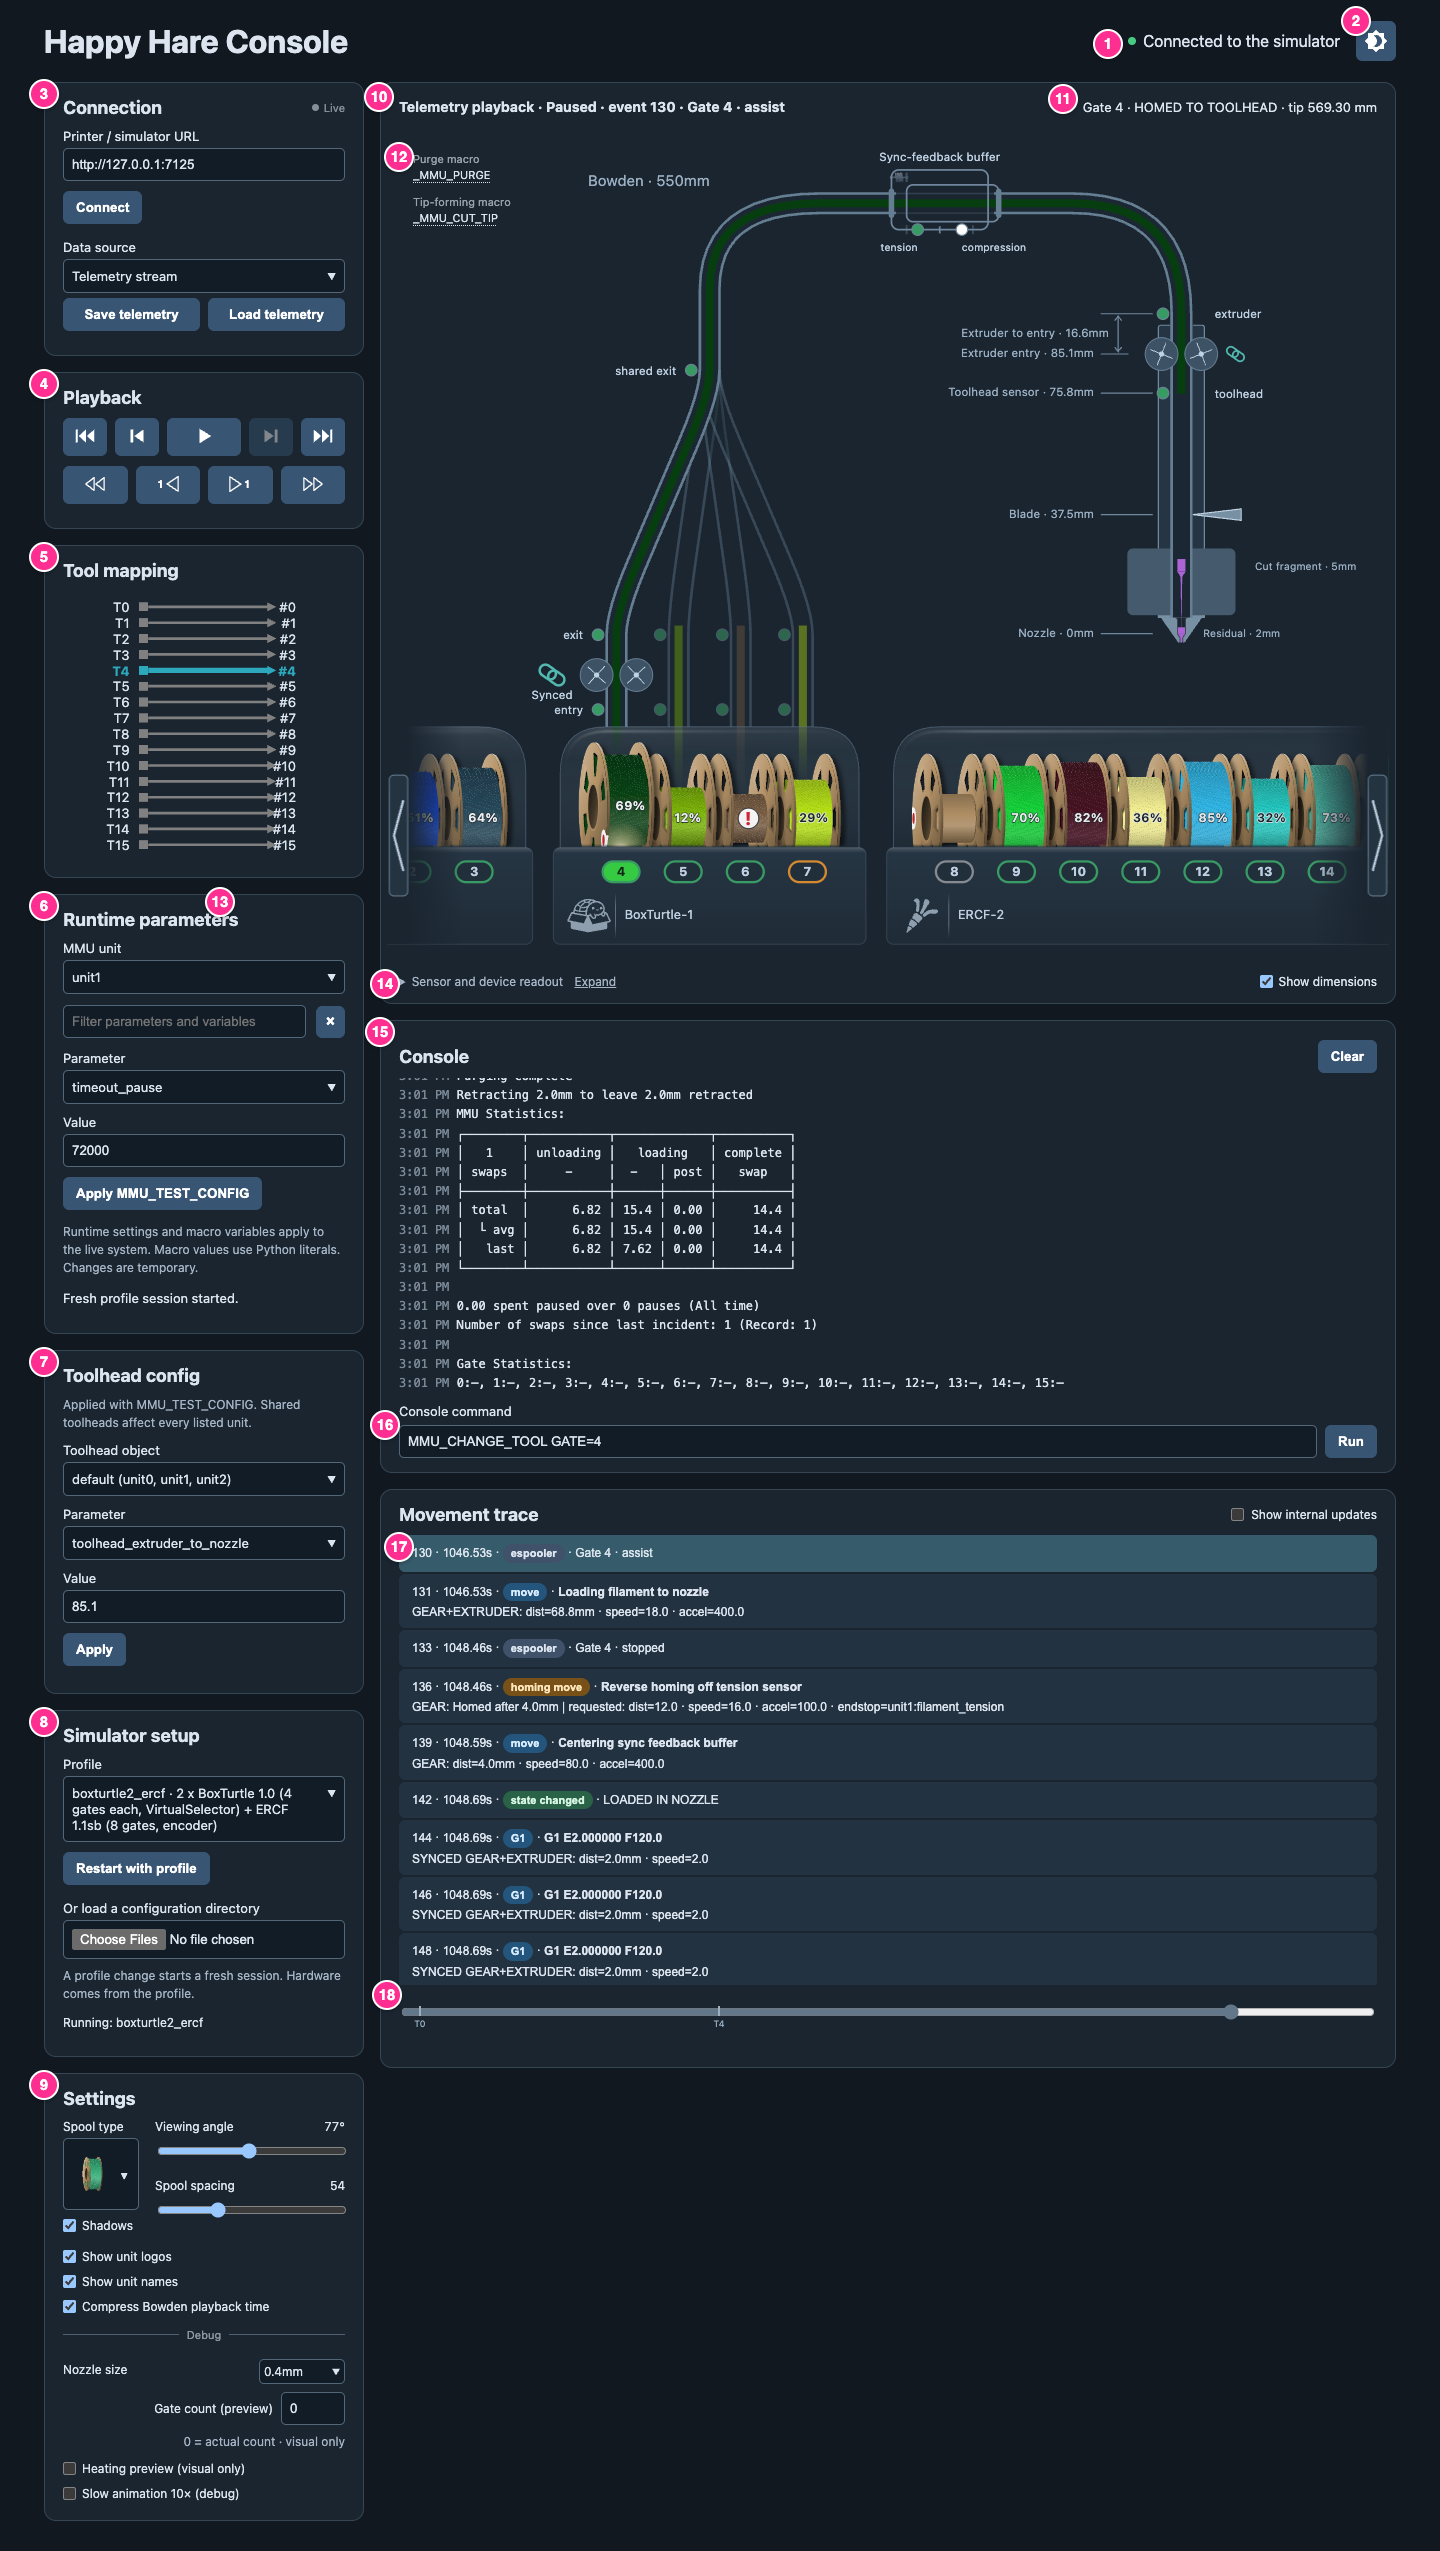 Happy Hare Console
1
Connected to the simulator
2
3
Connection
Live
Printer / simulator URL
http://127.0.0.1:7125
Connect
Data source
Telemetry stream
Save telemetry
Load telemetry
4
Playback
1
1
5
Tool mapping
T0 #0
T1 #1
T2 #2
T3 #3
T4 #4
T5 #5
T6 #6
T7 #7
T8 #8
T9 #9
T10 #10
T11 #11
T12 #12
T13 #13
T14 #14
T15 #15
6
13
Runtime parameters
MMU unit
unit1
Filter parameters and variables
Parameter
timeout_pause
Value
72000
Apply MMU_TEST_CONFIG
Runtime settings and macro variables apply to
the live system. Macro values use Python literals.
Changes are temporary.
Fresh profile session started.
7
Toolhead config
Applied with MMU_TEST_CONFIG. Shared
toolheads affect every listed unit.
Toolhead object
default (unit0, unit1, unit2)
Parameter
toolhead_extruder_to_nozzle
Value
85.1
Apply
8
Simulator setup
Profile
boxturtle2_ercf · 2 x BoxTurtle 1.0 (4
gates each, VirtualSelector) + ERCF
1.1sb (8 gates, encoder)
Restart with profile
Or load a configuration directory
Choose Files No file chosen
A profile change starts a fresh session. Hardware
comes from the profile.
Running: boxturtle2_ercf
9
Settings
Spool type
Viewing angle 77°
Spool spacing 54
Shadows
Show unit logos
Show unit names
Compress Bowden playback time
Debug
Nozzle size 0.4mm
Gate count (preview) 0
0 = actual count · visual only
Heating preview (visual only)
Slow animation 10× (debug)
10
Telemetry playback · Paused · event 130 · Gate 4 · assist
11
Gate 4 · HOMED TO TOOLHEAD · tip 569.30 mm
12
Purge macro
_MMU_PURGE
Tip-forming macro
_MMU_CUT_TIP
Bowden · 550mm
Sync-feedback buffer
tension
compression
extruder
Extruder to entry · 16.6mm
Extruder entry · 85.1mm
Toolhead sensor · 75.8mm
toolhead
shared exit
Blade · 37.5mm
Cut fragment · 5mm
Nozzle · 0mm
Residual · 2mm
exit
Synced
entry
51% 64% 69% 12% ! 29% 70% 82% 36% 85% 32% 73%
2 3 4 5 6 7 8 9 10 11 12 13 14
BoxTurtle-1
ERCF-2
14
Sensor and device readout Expand
Show dimensions
15
Console
Clear
3:01 PM Purging complete
3:01 PM Retracting 2.0mm to leave 2.0mm retracted
3:01 PM MMU Statistics:
3:01 PM
3:01 PM 1 unloading loading complete
3:01 PM swaps – – post swap
3:01 PM
3:01 PM total 6.82 15.4 0.00 14.4
3:01 PM └ avg 6.82 15.4 0.00 14.4
3:01 PM last 6.82 7.62 0.00 14.4
3:01 PM
3:01 PM
3:01 PM 0.00 spent paused over 0 pauses (All time)
3:01 PM Number of swaps since last incident: 1 (Record: 1)
3:01 PM
3:01 PM Gate Statistics:
3:01 PM 0:–, 1:–, 2:–, 3:–, 4:–, 5:–, 6:–, 7:–, 8:–, 9:–, 10:–, 11:–, 12:–, 13:–, 14:–, 15:–
16
Console command
MMU_CHANGE_TOOL GATE=4
Run
Movement trace
Show internal updates
17
130 · 1046.53s · espooler · Gate 4 · assist
131 · 1046.53s · move · Loading filament to nozzle
GEAR+EXTRUDER: dist=68.8mm · speed=18.0 · accel=400.0
133 · 1048.46s · espooler · Gate 4 · stopped
136 · 1048.46s · homing move · Reverse homing off tension sensor
GEAR: Homed after 4.0mm | requested: dist=12.0 · speed=16.0 · accel=100.0 · endstop=unit1:filament_tension
139 · 1048.59s · move · Centering sync feedback buffer
GEAR: dist=4.0mm · speed=80.0 · accel=400.0
142 · 1048.69s · state changed · LOADED IN NOZZLE
144 · 1048.69s · G1 · G1 E2.000000 F120.0
SYNCED GEAR+EXTRUDER: dist=2.0mm · speed=2.0
146 · 1048.69s · G1 · G1 E2.000000 F120.0
SYNCED GEAR+EXTRUDER: dist=2.0mm · speed=2.0
148 · 1048.69s · G1 · G1 E2.000000 F120.0
SYNCED GEAR+EXTRUDER: dist=2.0mm · speed=2.0
18
T0
T4